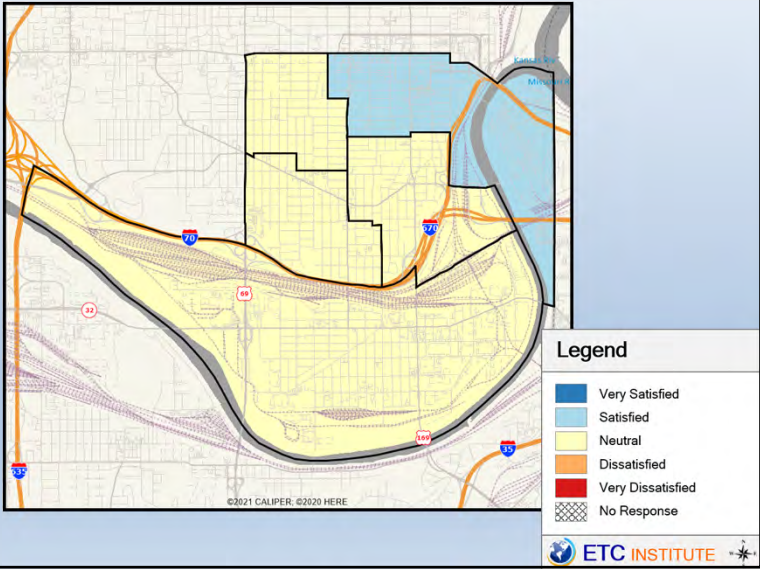 Kansas Riv
Missouri R
70
670
69
32
169
635
35
©2021 CALIPER; ©2020 HERE
Legend
Very Satisfied
Satisfied
Neutral
Dissatisfied
Very Dissatisfied
No Response
ETC INSTITUTE